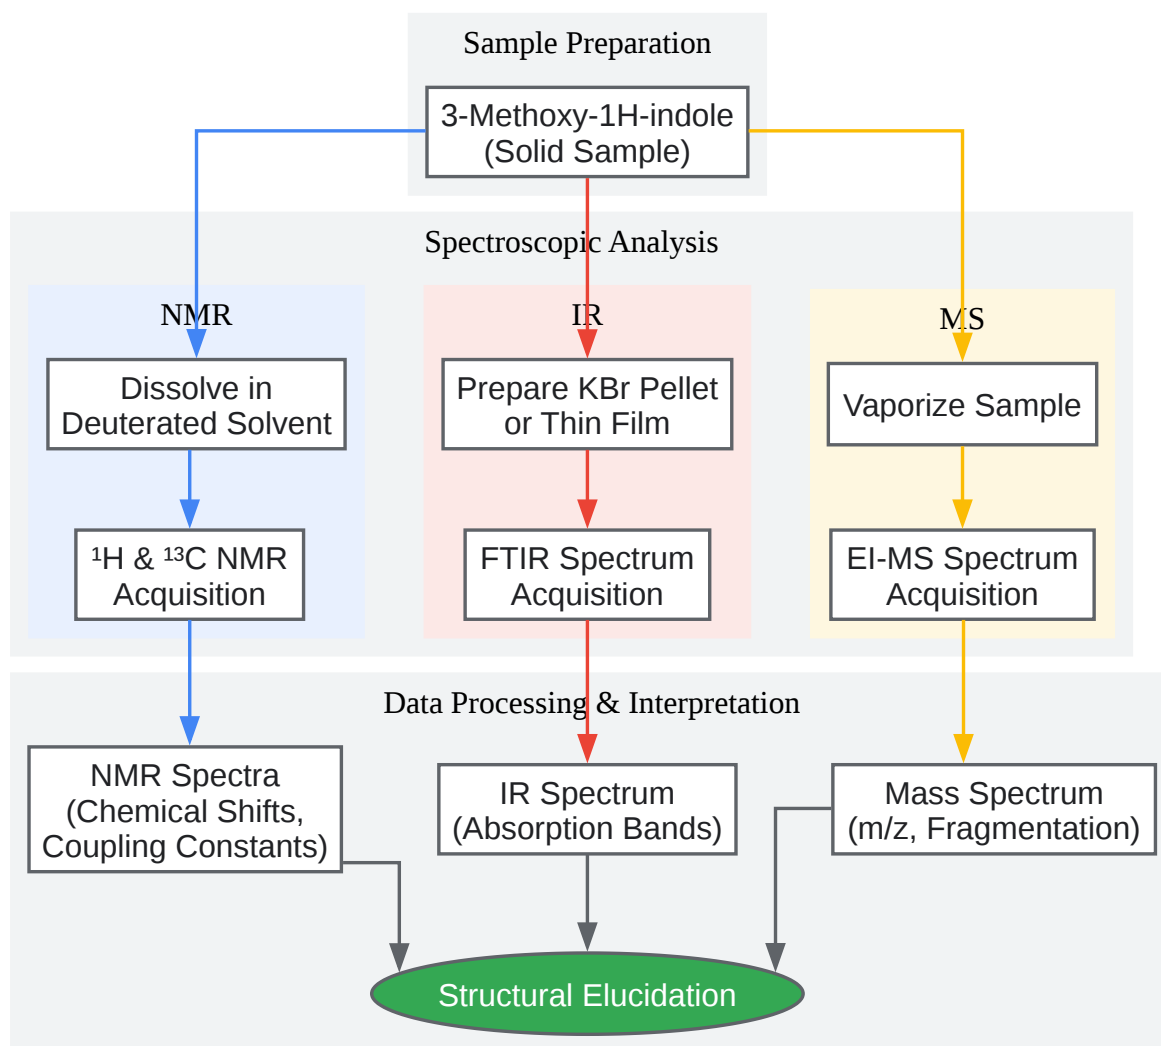 Sample Preparation
3-Methoxy-1H-indole
(Solid Sample)
Spectroscopic Analysis
NMR
IR
MS
Dissolve in
Deuterated Solvent
Prepare KBr Pellet
or Thin Film
Vaporize Sample
¹H & ¹³C NMR
Acquisition
FTIR Spectrum
Acquisition
EI-MS Spectrum
Acquisition
Data Processing & Interpretation
NMR Spectra
(Chemical Shifts,
Coupling Constants)
IR Spectrum
(Absorption Bands)
Mass Spectrum
(m/z, Fragmentation)
Structural Elucidation